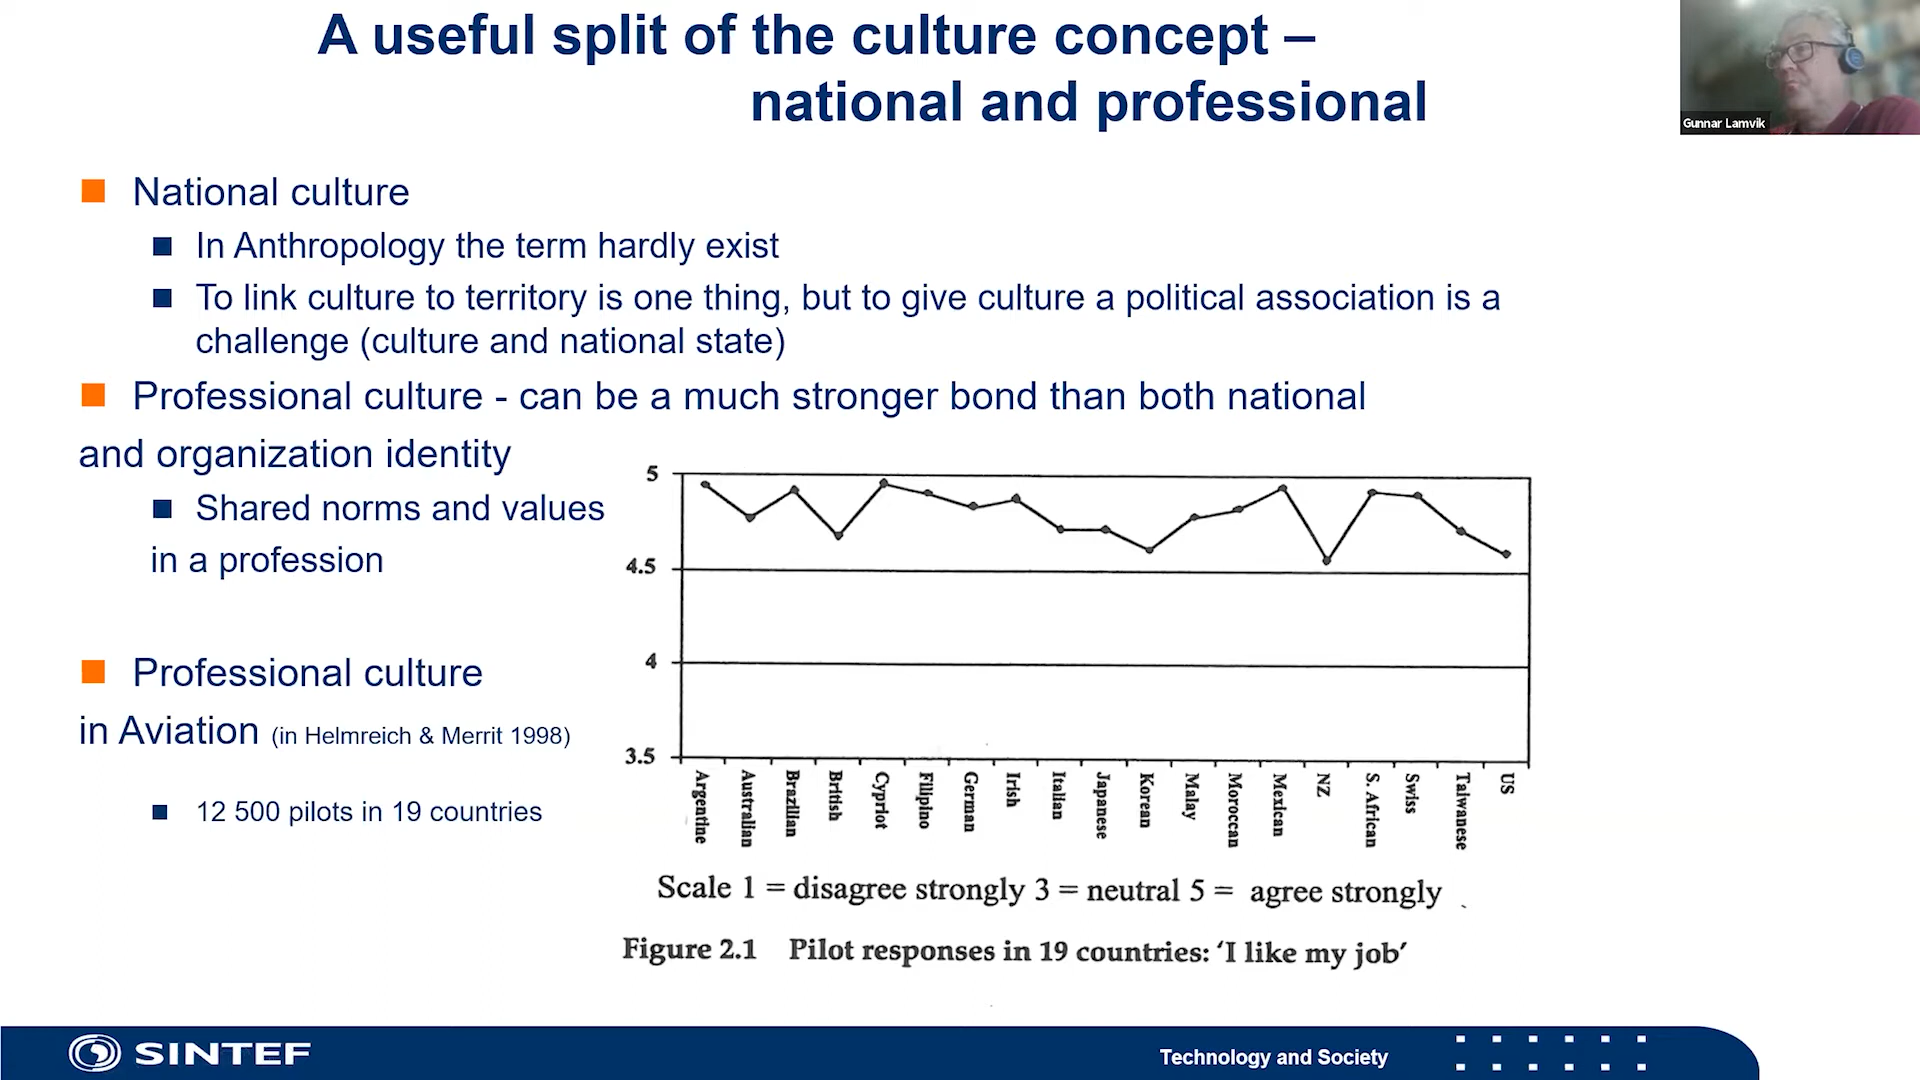 A useful split of the culture concept –
national and professional
Gunnar Lamvik
National culture
In Anthropology the term hardly exist
To link culture to territory is one thing, but to give culture a political association is a
challenge (culture and national state)
Professional culture - can be a much stronger bond than both national
and organization identity
Shared norms and values
in a profession
Professional culture
in Aviation (in Helmreich & Merrit 1998)
12 500 pilots in 19 countries
5
4.5
4
3.5
Argentine
Australian
Brazilian
British
Cypriot
Filipino
German
Irish
Italian
Japanese
Korean
Malay
Moroccan
Mexican
NZ
S. African
Swiss
Taiwanese
US
Scale 1 = disagree strongly 3 = neutral 5 = agree strongly
Figure 2.1 Pilot responses in 19 countries: ‘I like my job’
SINTEF
Technology and Society